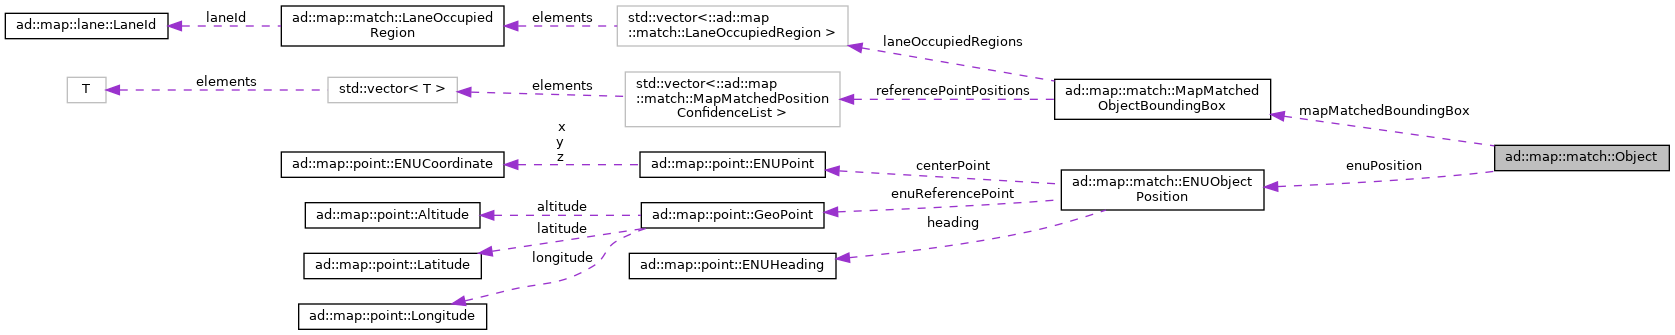 ad::map::lane::LaneId
laneId
ad::map::match::LaneOccupied
Region
elements
std::vector<::ad::map
::match::LaneOccupiedRegion >
laneOccupiedRegions
T
elements
std::vector< T >
elements
std::vector<::ad::map
::match::MapMatchedPosition
ConfidenceList >
referencePointPositions
ad::map::match::MapMatched
ObjectBoundingBox
mapMatchedBoundingBox
ad::map::match::Object
ad::map::point::ENUCoordinate
x
y
z
ad::map::point::ENUPoint
centerPoint
enuReferencePoint
heading
ad::map::match::ENUObject
Position
enuPosition
ad::map::point::Altitude
altitude
ad::map::point::GeoPoint
latitude
ad::map::point::Latitude
longitude
ad::map::point::ENUHeading
ad::map::point::Longitude